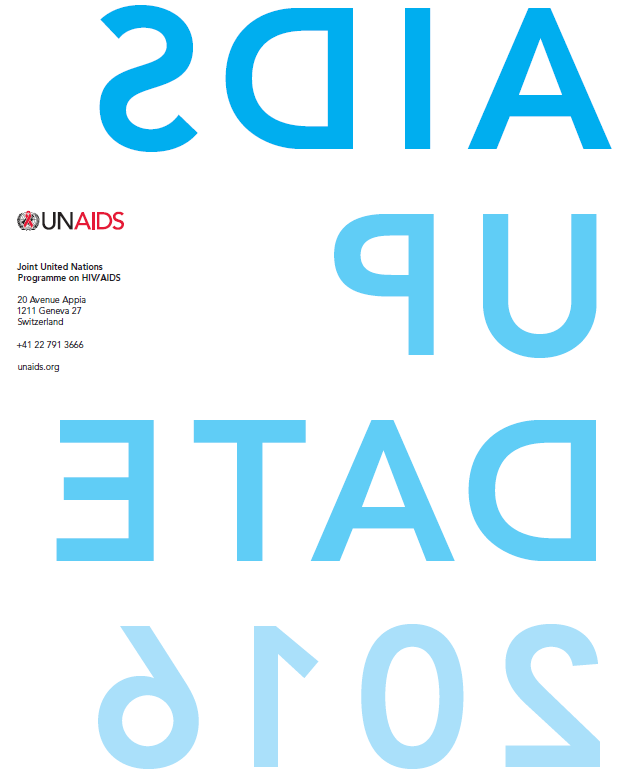 AIDS
UNAIDS
Joint United Nations
Programme on HIV/AIDS
20 Avenue Appia
1211 Geneva 27
Switzerland
+41 22 791 3666
unaids.org
UP
DATE
2016